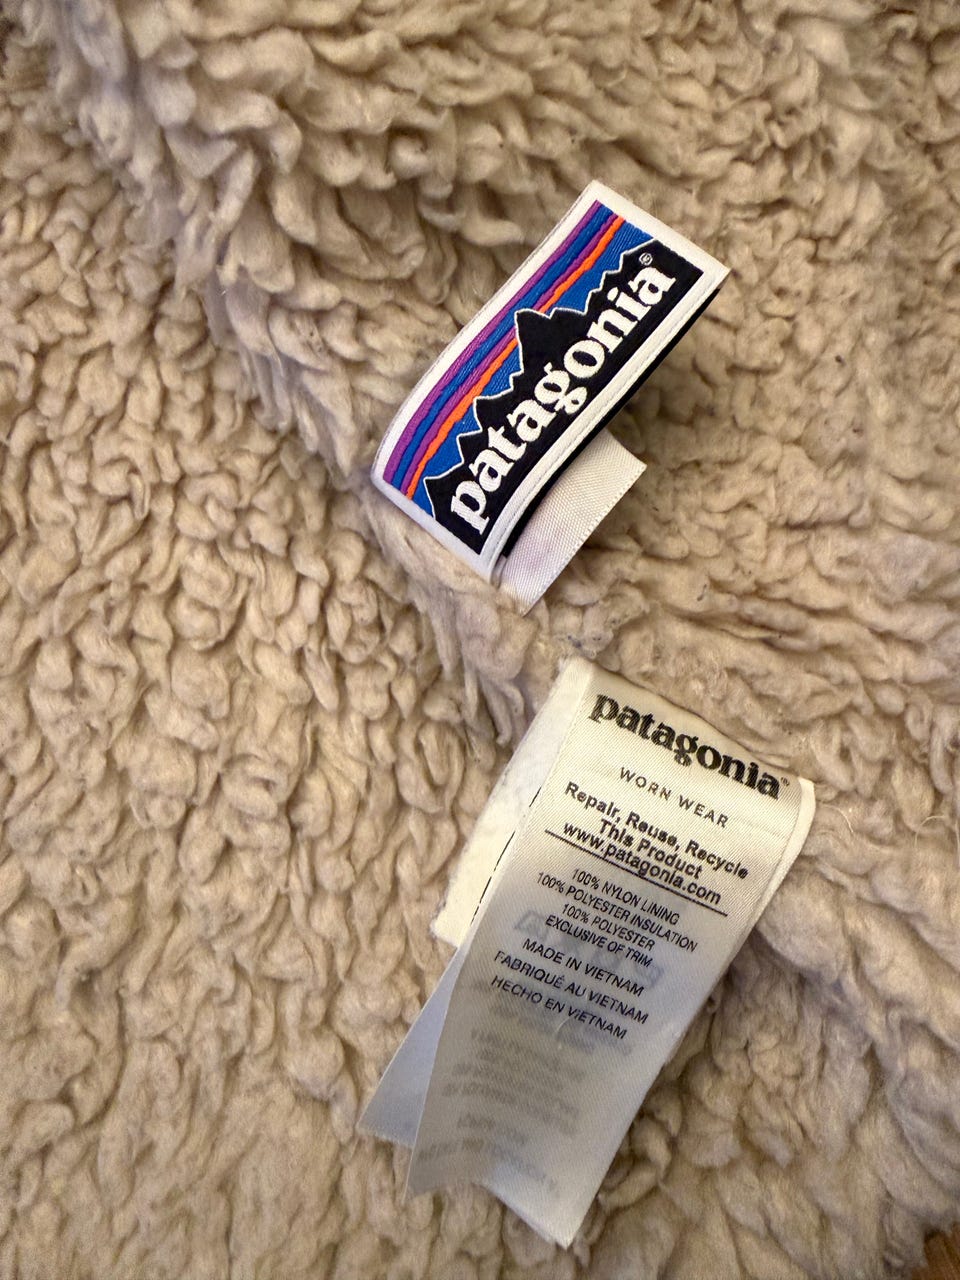 patagonia®
patagonia®
WORN WEAR
Repair, Reuse, Recycle
This Product
www.patagonia.com
100% NYLON LINING
100% POLYESTER INSULATION
100% POLYESTER
EXCLUSIVE OF TRIM
MADE IN VIETNAM
FABRIQUÉ AU VIETNAM
HECHO EN VIETNAM